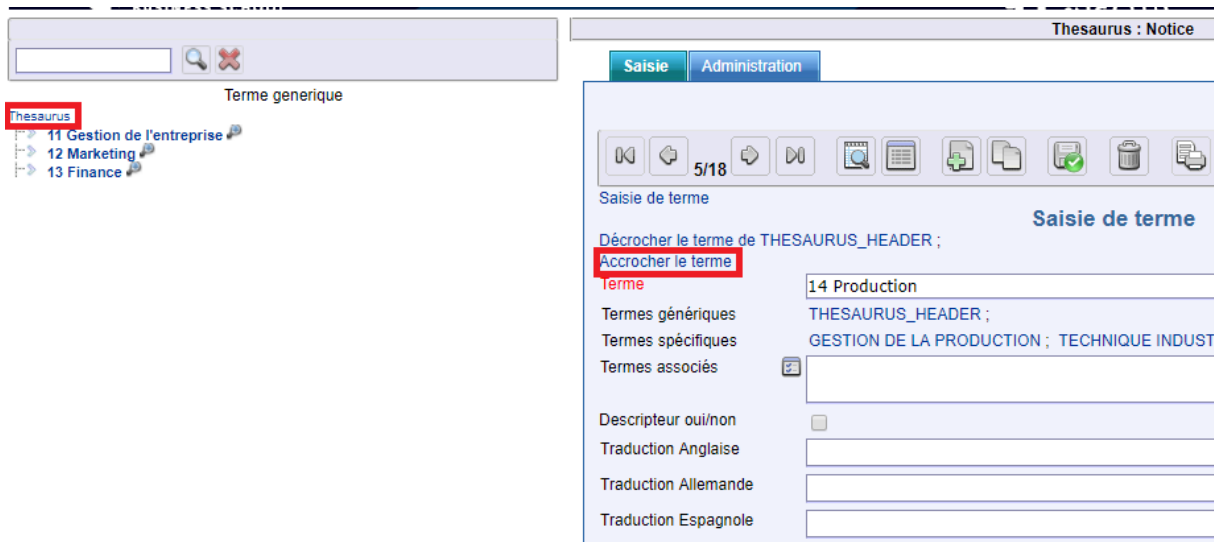 Thesaurus : Notice
Saisie
Administration
Terme generique
Thesaurus
11 Gestion de l'entreprise
12 Marketing
13 Finance
5/18
Saisie de terme
Saisie de terme
Décrocher le terme de THESAURUS_HEADER ;
Accrocher le terme
Terme
14 Production
Termes génériques
THESAURUS_HEADER ;
Termes spécifiques
GESTION DE LA PRODUCTION ; TECHNIQUE INDUST
Termes associés
Descripteur oui/non
Traduction Anglaise
Traduction Allemande
Traduction Espagnole